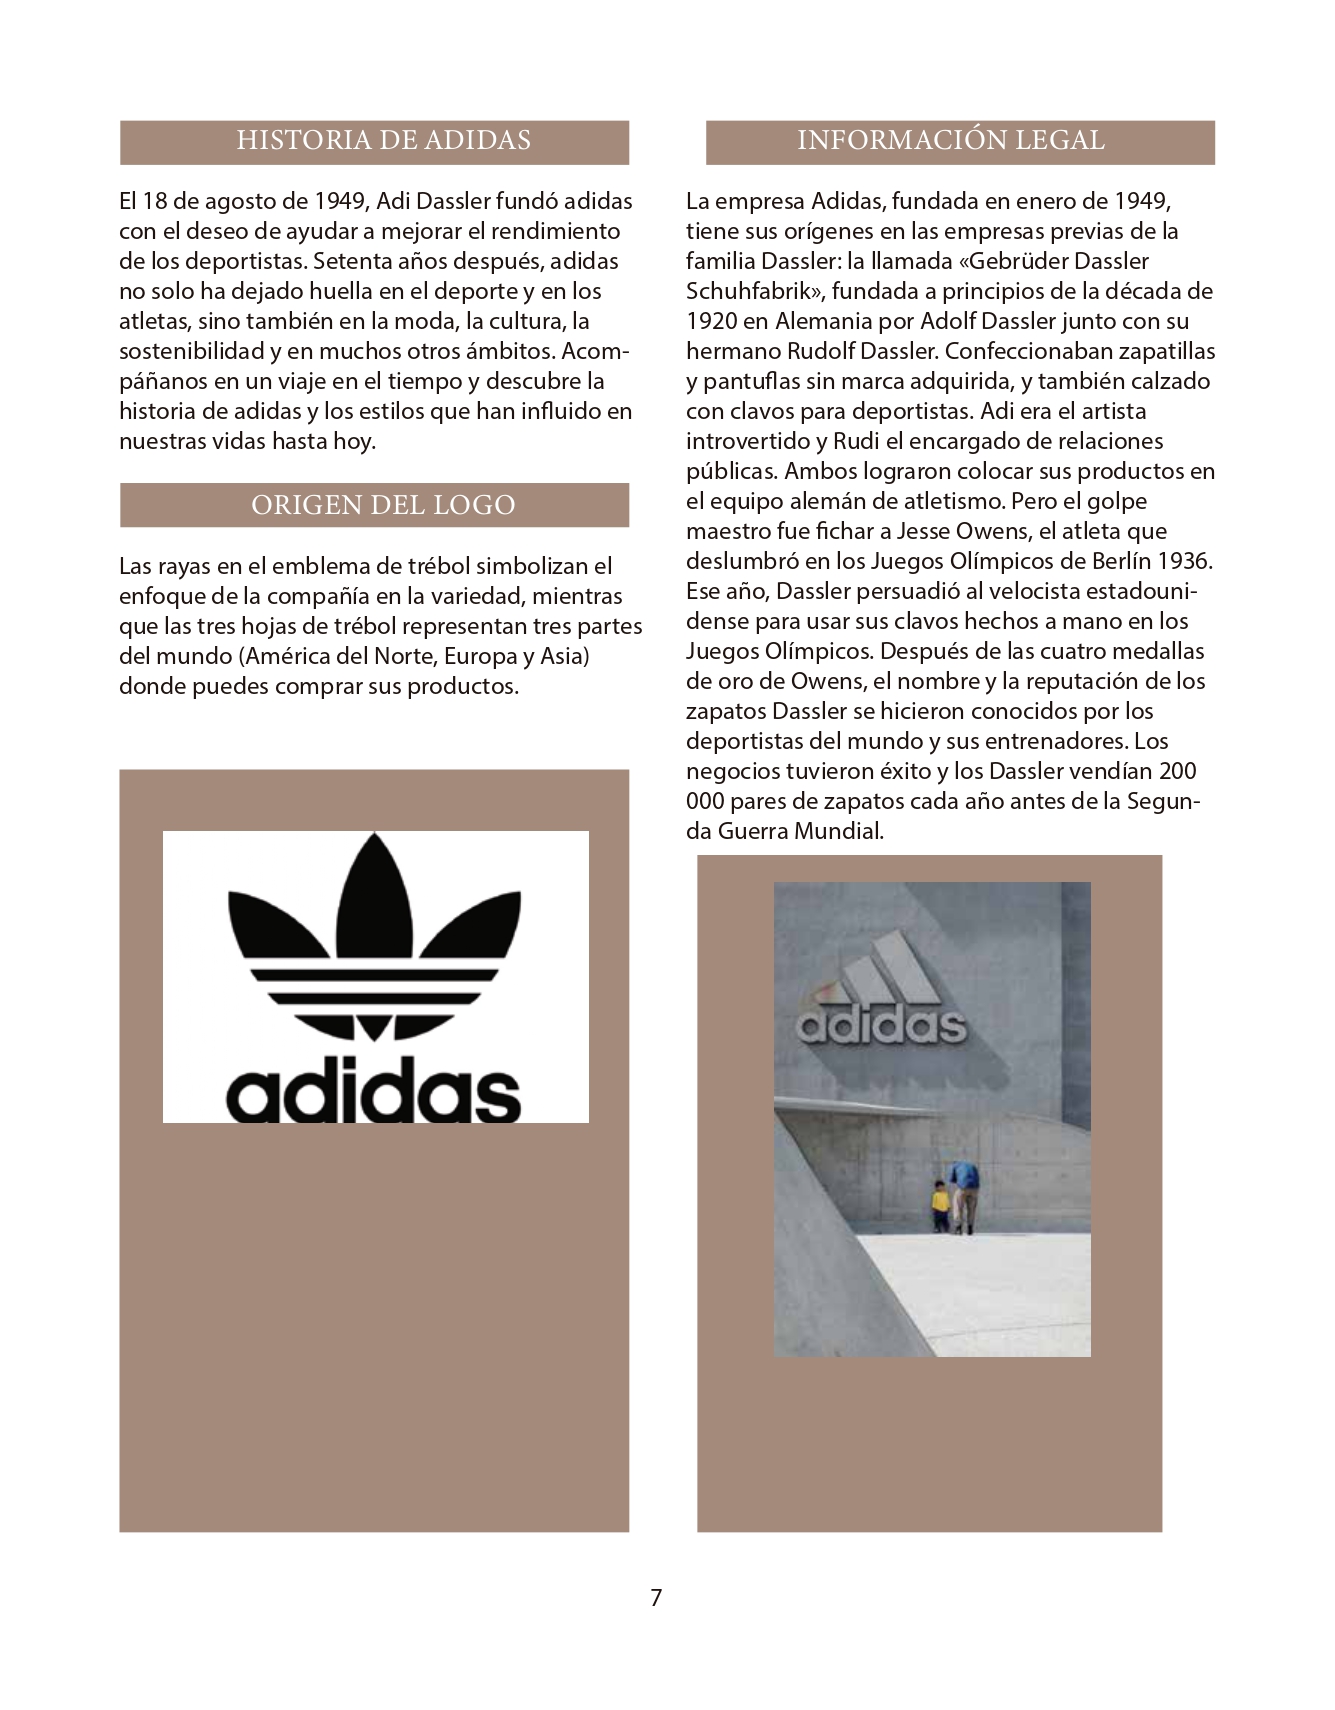 HISTORIA DE ADIDAS
El 18 de agosto de 1949, Adi Dassler fundó adidas
con el deseo de ayudar a mejorar el rendimiento
de los deportistas. Setenta años después, adidas
no solo ha dejado huella en el deporte y en los
atletas, sino también en la moda, la cultura, la
sostenibilidad y en muchos otros ámbitos. Acom-
páñanos en un viaje en el tiempo y descubre la
historia de adidas y los estilos que han influido en
nuestras vidas hasta hoy.
ORIGEN DEL LOGO
Las rayas en el emblema de trébol simbolizan el
enfoque de la compañía en la variedad, mientras
que las tres hojas de trébol representan tres partes
del mundo (América del Norte, Europa y Asia)
donde puedes comprar sus productos.
adidas
INFORMACIÓN LEGAL
La empresa Adidas, fundada en enero de 1949,
tiene sus orígenes en las empresas previas de la
familia Dassler: la llamada «Gebrüder Dassler
Schuhfabrik», fundada a principios de la década de
1920 en Alemania por Adolf Dassler junto con su
hermano Rudolf Dassler. Confeccionaban zapatillas
y pantuflas sin marca adquirida, y también calzado
con clavos para deportistas. Adi era el artista
introvertido y Rudi el encargado de relaciones
públicas. Ambos lograron colocar sus productos en
el equipo alemán de atletismo. Pero el golpe
maestro fue fichar a Jesse Owens, el atleta que
deslumbró en los Juegos Olímpicos de Berlín 1936.
Ese año, Dassler persuadió al velocista estadouni-
dense para usar sus clavos hechos a mano en los
Juegos Olímpicos. Después de las cuatro medallas
de oro de Owens, el nombre y la reputación de los
zapatos Dassler se hicieron conocidos por los
deportistas del mundo y sus entrenadores. Los
negocios tuvieron éxito y los Dassler vendían 200
000 pares de zapatos cada año antes de la Segun-
da Guerra Mundial.
adidas
7